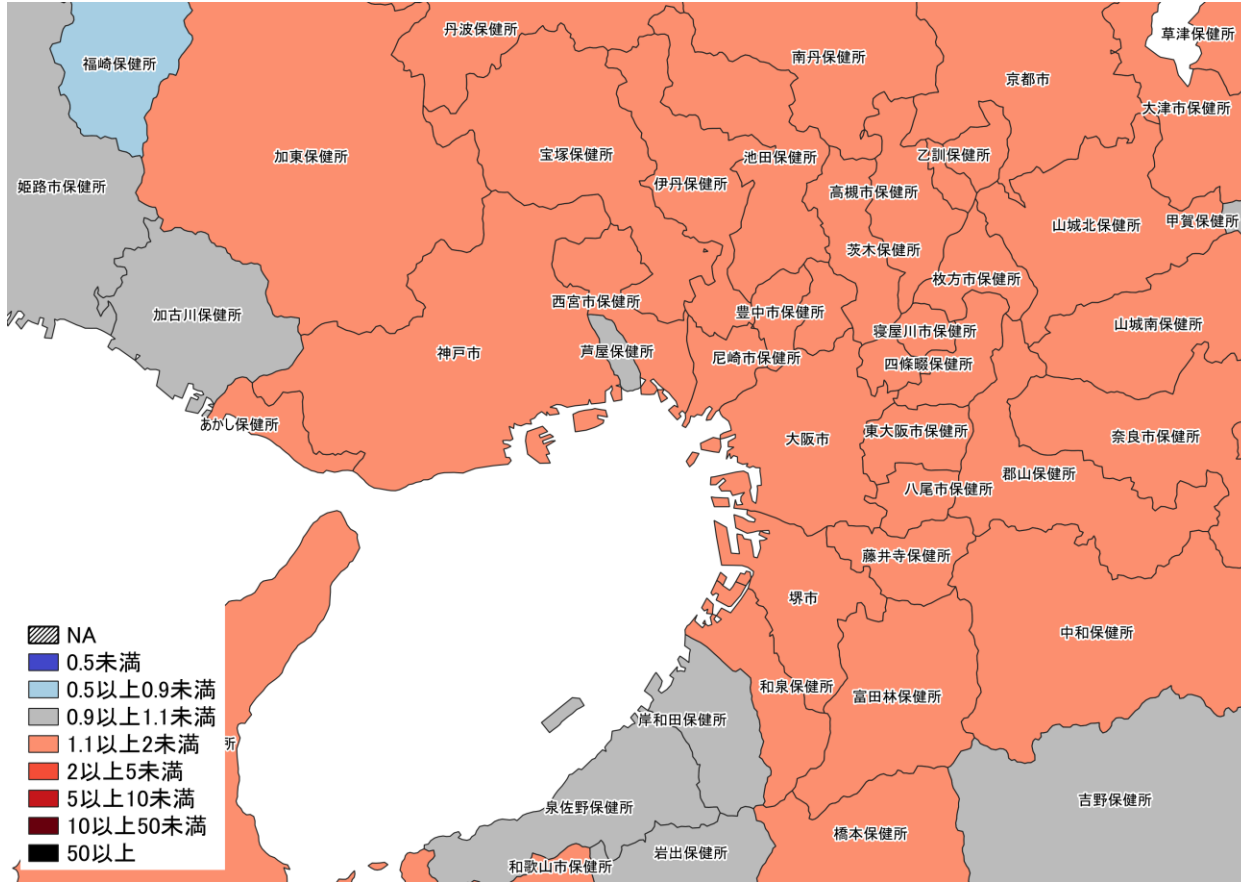 丹波保健所
南丹保健所
草津保健所
福崎保健所
京都市
大津市保健所
加東保健所
宝塚保健所
池田保健所
乙訓保健所
姫路市保健所
伊丹保健所
高槻市保健所
山城北保健所
甲賀保健所
茨木保健所
枚方市保健所
西宮市保健所
加古川保健所
豊中市保健所
寝屋川市保健所
山城南保健所
神戸市
芦屋保健所
尼崎市保健所
四條畷保健所
あかし保健所
大阪市
東大阪市保健所
奈良市保健所
郡山保健所
八尾市保健所
藤井寺保健所
堺市
中和保健所
和泉保健所
富田林保健所
岸和田保健所
所
泉佐野保健所
吉野保健所
橋本保健所
岩出保健所
和歌山市保健所
NA
0.5未満
0.5以上0.9未満
0.9以上1.1未満
1.1以上2未満
2以上5未満
5以上10未満
10以上50未満
50以上